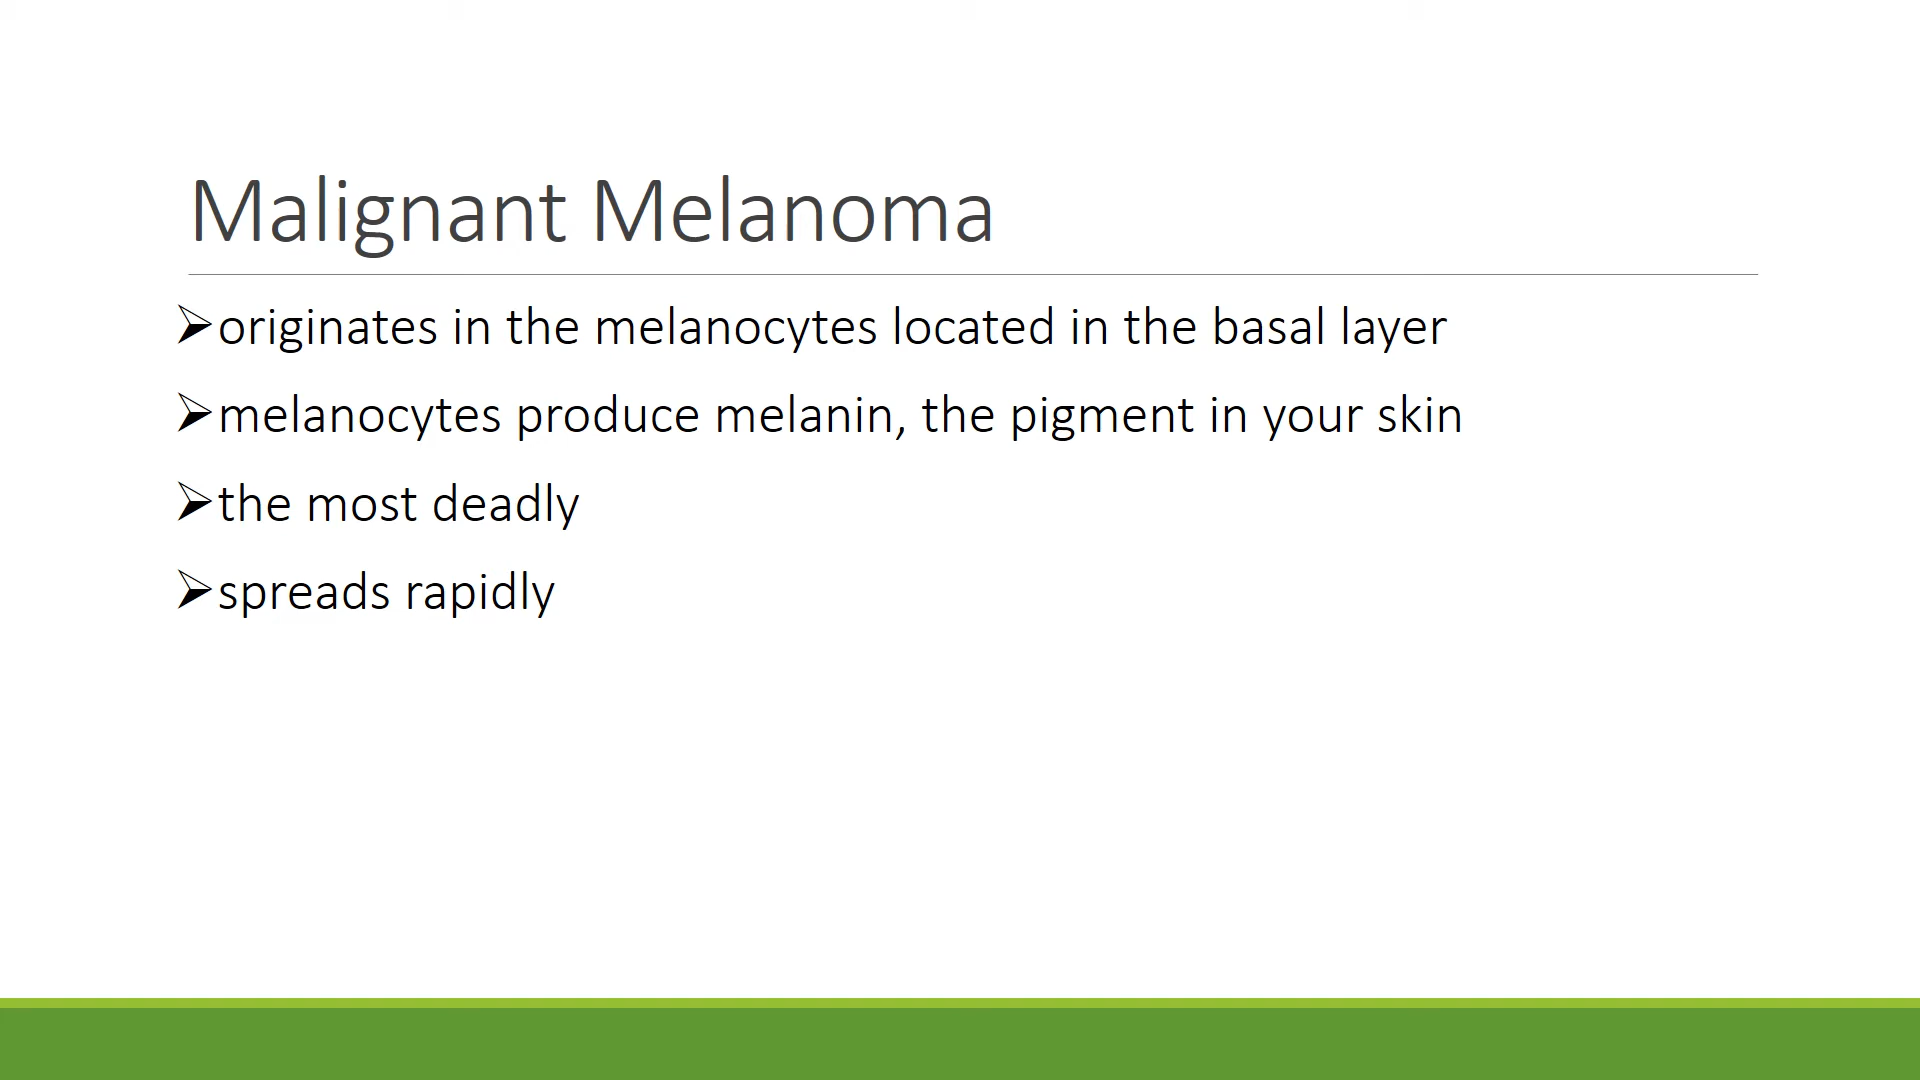 Malignant Melanoma
➢originates in the melanocytes located in the basal layer
➢melanocytes produce melanin, the pigment in your skin
➢the most deadly
➢spreads rapidly